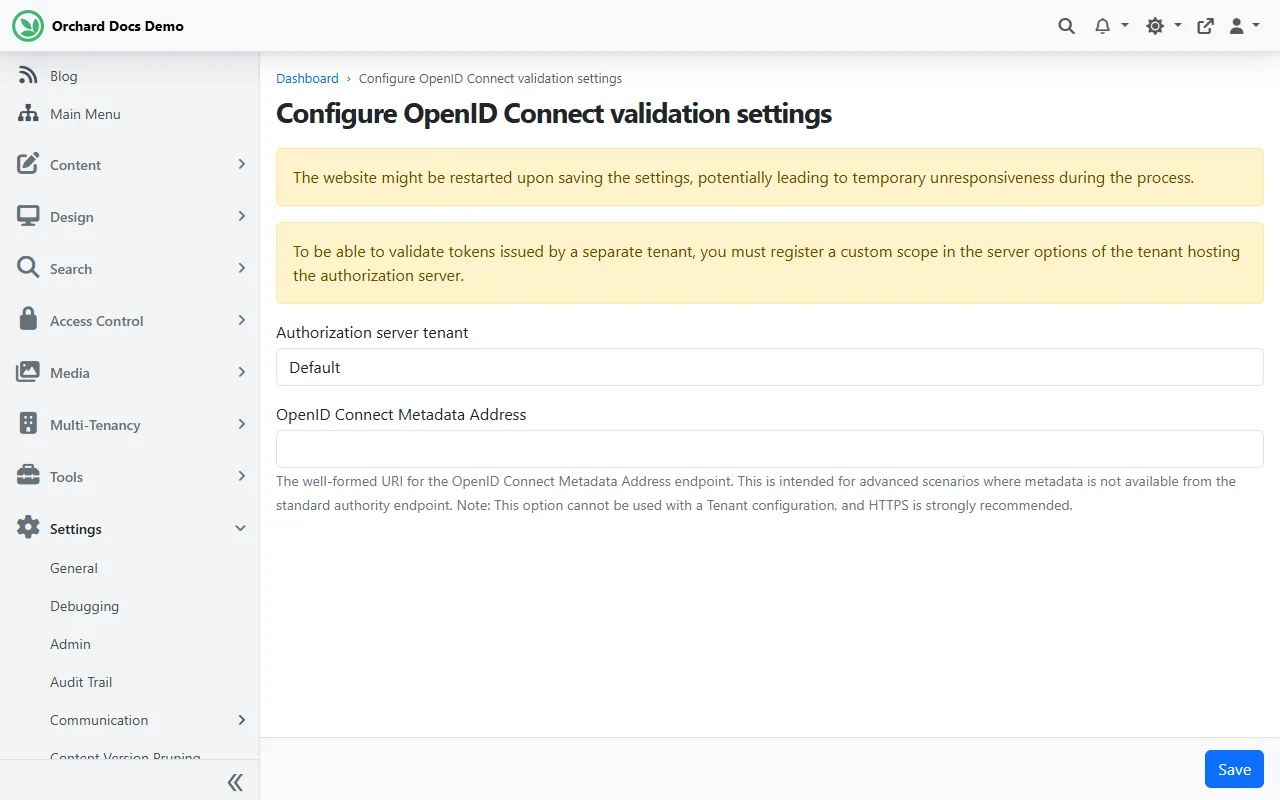 Orchard Docs Demo
Blog
Main Menu
Content
Design
Search
Access Control
Media
Multi-Tenancy
Tools
Settings
General
Debugging
Admin
Audit Trail
Communication
Content Version Pruning
Dashboard › Configure OpenID Connect validation settings
Configure OpenID Connect validation settings
The website might be restarted upon saving the settings, potentially leading to temporary unresponsiveness during the process.
To be able to validate tokens issued by a separate tenant, you must register a custom scope in the server options of the tenant hosting
the authorization server.
Authorization server tenant
Default
OpenID Connect Metadata Address
The well-formed URI for the OpenID Connect Metadata Address endpoint. This is intended for advanced scenarios where metadata is not available from the
standard authority endpoint. Note: This option cannot be used with a Tenant configuration, and HTTPS is strongly recommended.
Save